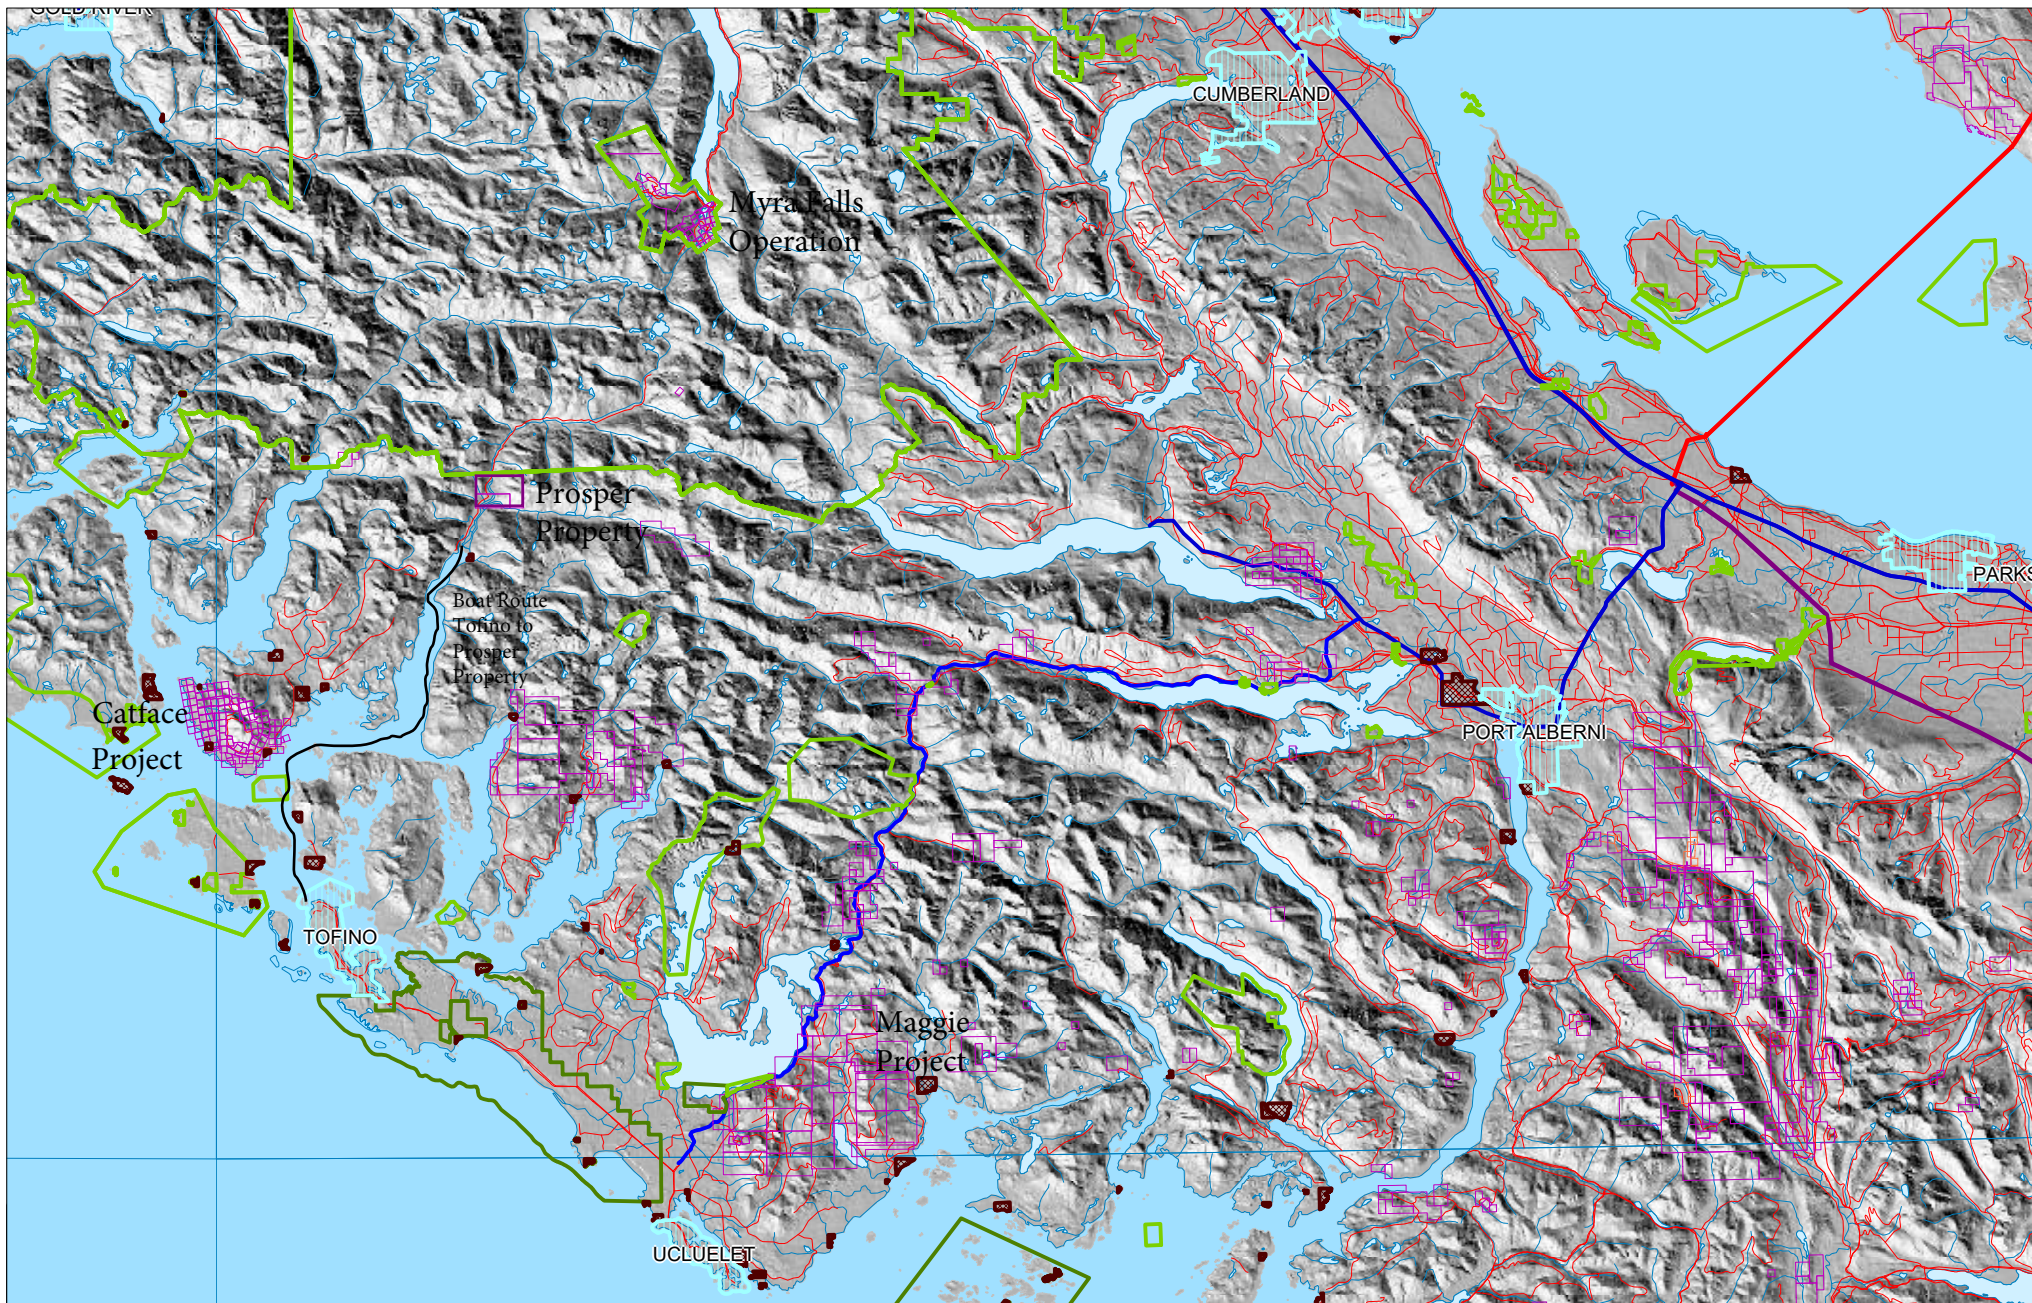 GOLD RIVER
CUMBERLAND
Myra Falls
Operation
Prosper
Property
PARKS
Boat Route
Tofino to
Prosper
Property
Catface
Project
PORT ALBERNI
TOFINO
Maggie
Project
UCLUELET